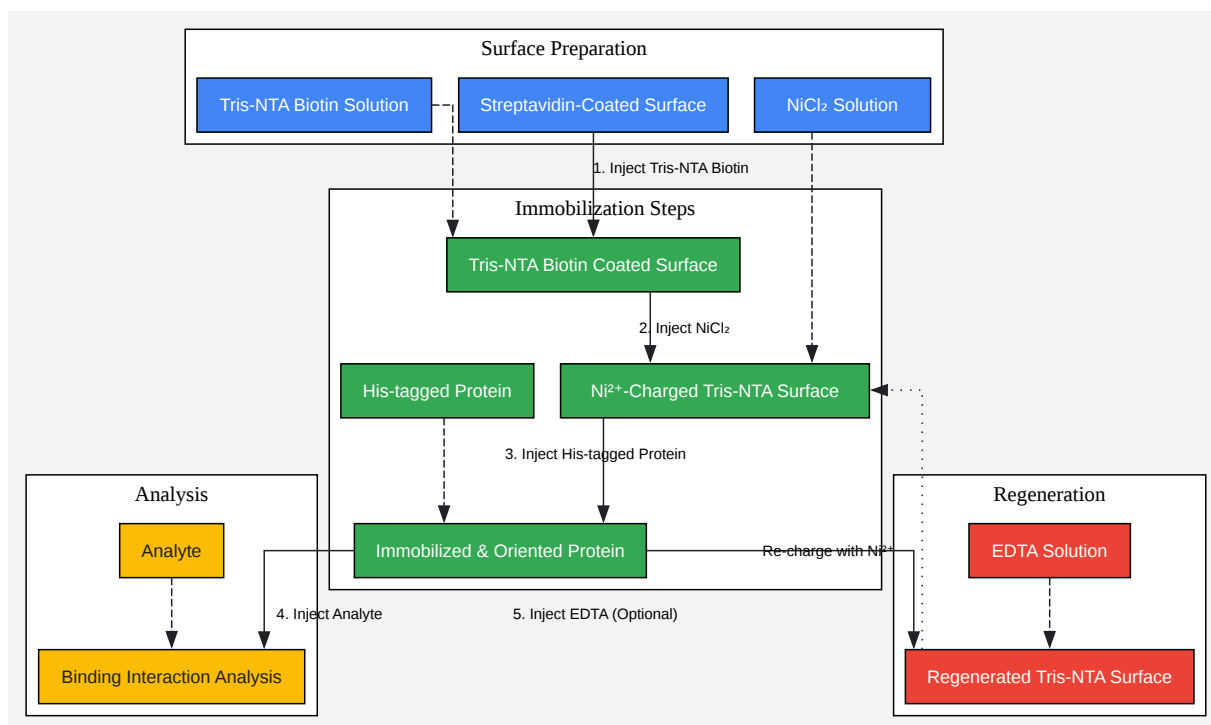 Surface Preparation
Tris-NTA Biotin Solution
Streptavidin-Coated Surface
NiCl₂ Solution
1. Inject Tris-NTA Biotin
Immobilization Steps
Tris-NTA Biotin Coated Surface
2. Inject NiCl₂
His-tagged Protein
Ni²⁺-Charged Tris-NTA Surface
3. Inject His-tagged Protein
Analysis
Regeneration
Analyte
Immobilized & Oriented Protein
Re-charge with Ni²⁺
EDTA Solution
4. Inject Analyte
5. Inject EDTA (Optional)
Binding Interaction Analysis
Regenerated Tris-NTA Surface